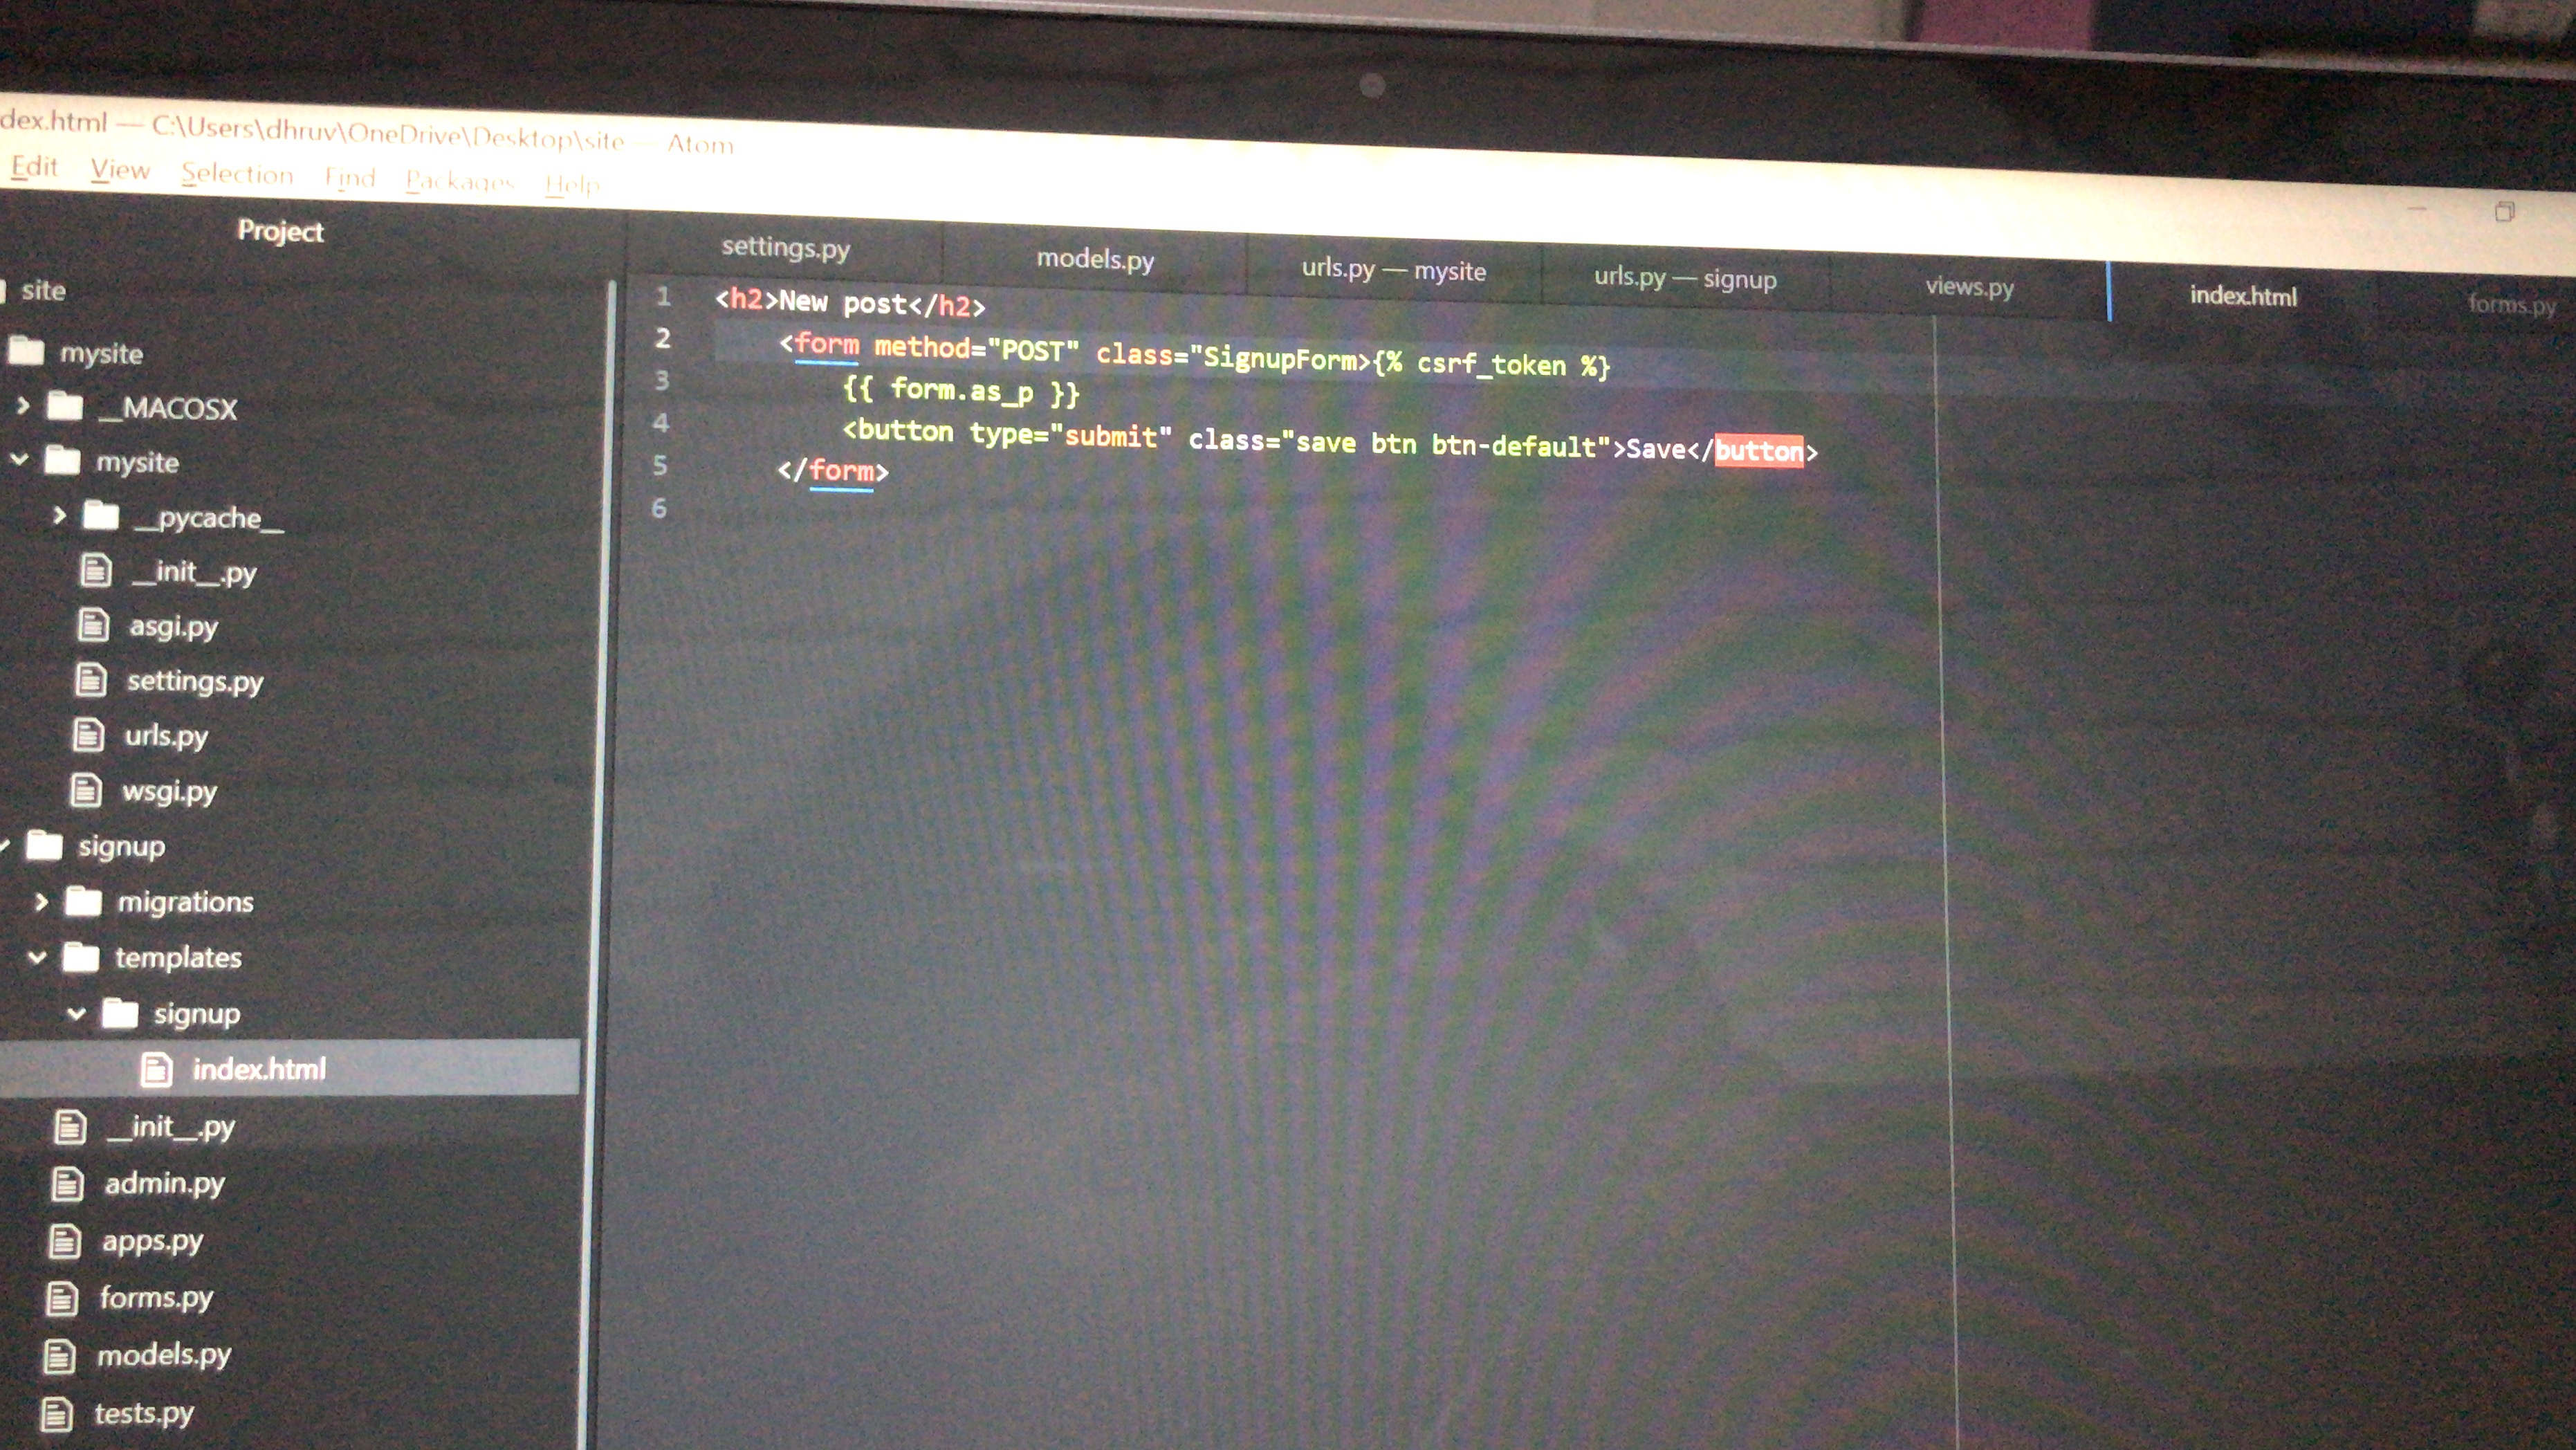 dex.html — C:\Users\dhruv\OneDrive\Desktop\site — Atom
Edit View Selection Find Packages Help
Project
settings.py models.py urls.py — mysite urls.py — signup views.py index.html forms.py
site
mysite
__MACOSX
mysite
__pycache__
__init__.py
asgi.py
settings.py
urls.py
wsgi.py
signup
migrations
templates
signup
index.html
__init__.py
admin.py
apps.py
forms.py
models.py
tests.py
1 <h2>New post</h2>
2 <form method="POST" class="SignupForm>{% csrf_token %}
3 {{ form.as_p }}
4 <button type="submit" class="save btn btn-default">Save</button>
5 </form>
6